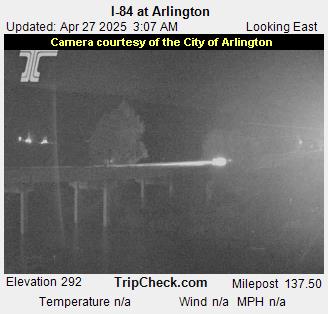 I-84 at Arlington
Updated: Apr 27 2025 3:07 AM Looking East
Camera courtesy of the City of Arlington
Elevation 292 TripCheck.com Milepost 137.50
Temperature n/a Wind n/a MPH n/a